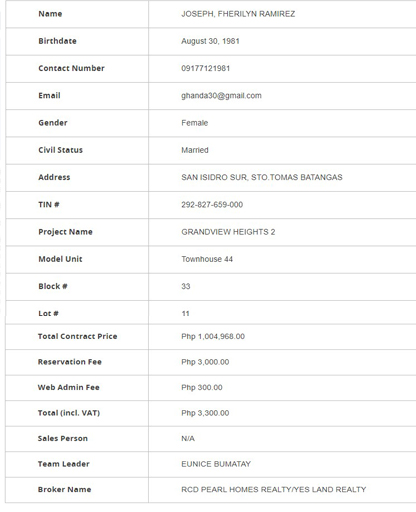 Name JOSEPH, FHERILYN RAMIREZ
Birthdate August 30, 1981
Contact Number 09177121981
Email ghanda30@gmail.com
Gender Female
Civil Status Married
Address SAN ISIDRO SUR, STO.TOMAS BATANGAS
TIN # 292-827-659-000
Project Name GRANDVIEW HEIGHTS 2
Model Unit Townhouse 44
Block # 33
Lot # 11
Total Contract Price Php 1,004,968.00
Reservation Fee Php 3,000.00
Web Admin Fee Php 300.00
Total (incl. VAT) Php 3,300.00
Sales Person N/A
Team Leader EUNICE BUMATAY
Broker Name RCD PEARL HOMES REALTY/YES LAND REALTY